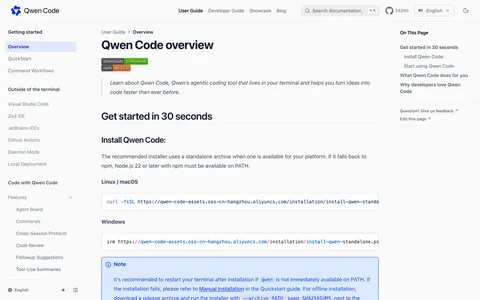 Qwen Code
User Guide
Developer Guide
Showcase
Blog
Search documentation
English
Getting started
Overview
QuickStart
Command Workflows
Outside of the terminal
Visual Studio Code
Zed IDE
JetBrains IDEs
Github Actions
Daemon Mode
Local Deployment
Code with Qwen Code
Features
Agent Board
Commands
Cross-Session Protocol
Code Review
Followup Suggestions
Tool-Use Summaries
English
User Guide > Overview
Qwen Code overview
downloads
npm
Learn about Qwen Code, Qwen's agentic coding tool that lives in your terminal and helps you turn ideas into
code faster than ever before.
Get started in 30 seconds
Install Qwen Code:
The recommended installer uses a standalone archive when one is available for your platform. If it falls back to
npm, Node.js 22 or later with npm must be available on PATH.
Linux / macOS
curl -fsSL https://qwen-code-assets.oss-cn-hangzhou.aliyuncs.com/installation/install-qwen-standa
Windows
irm https://qwen-code-assets.oss-cn-hangzhou.aliyuncs.com/installation/install-qwen-standalone.ps
Note
It's recommended to restart your terminal after installation if qwen is not immediately available on PATH. If
the installation fails, please refer to Manual Installation in the Quickstart guide. For offline installation,
download a release archive and run the installer with --archive PATH; keep SHA256SUMS next to the
On This Page
Get started in 30 seconds
Install Qwen Code:
Start using Qwen Code:
What Qwen Code does for you
Why developers love Qwen
Code
Question? Give us feedback
Edit this page